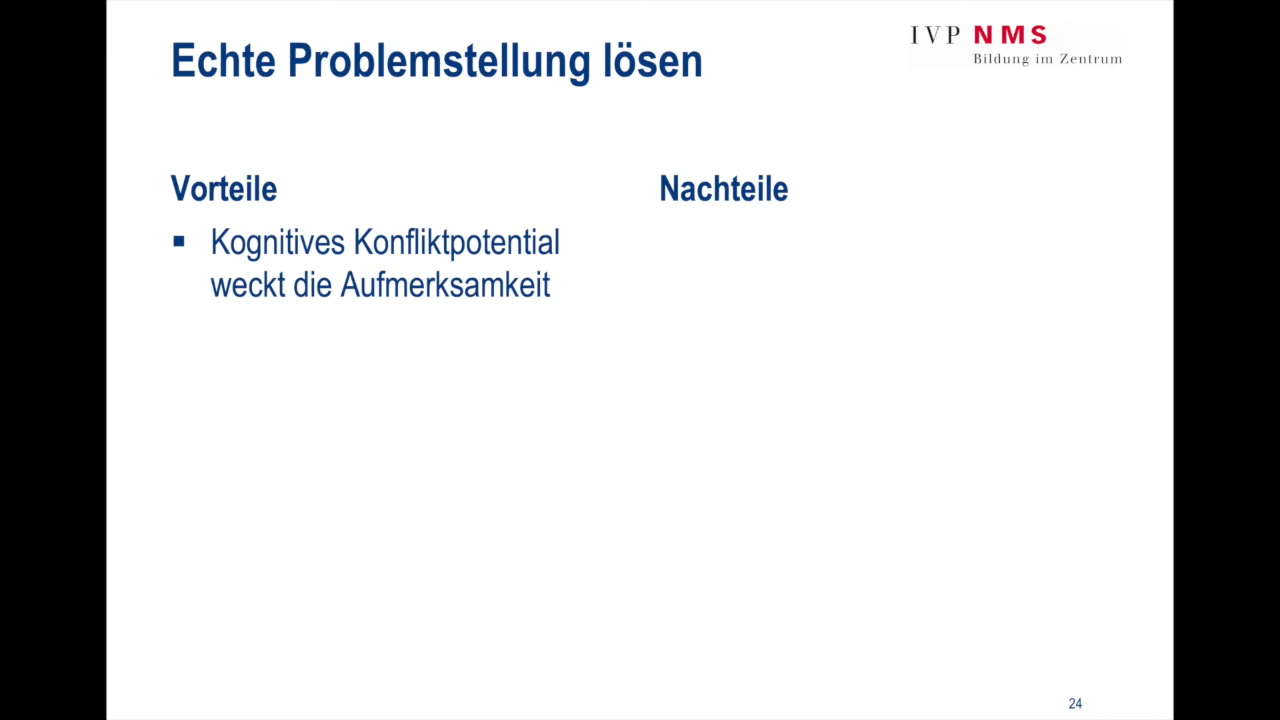 Echte Problemstellung lösen
IVP NMS
Bildung im Zentrum
Vorteile
▪ Kognitives Konfliktpotential
weckt die Aufmerksamkeit
Nachteile
24